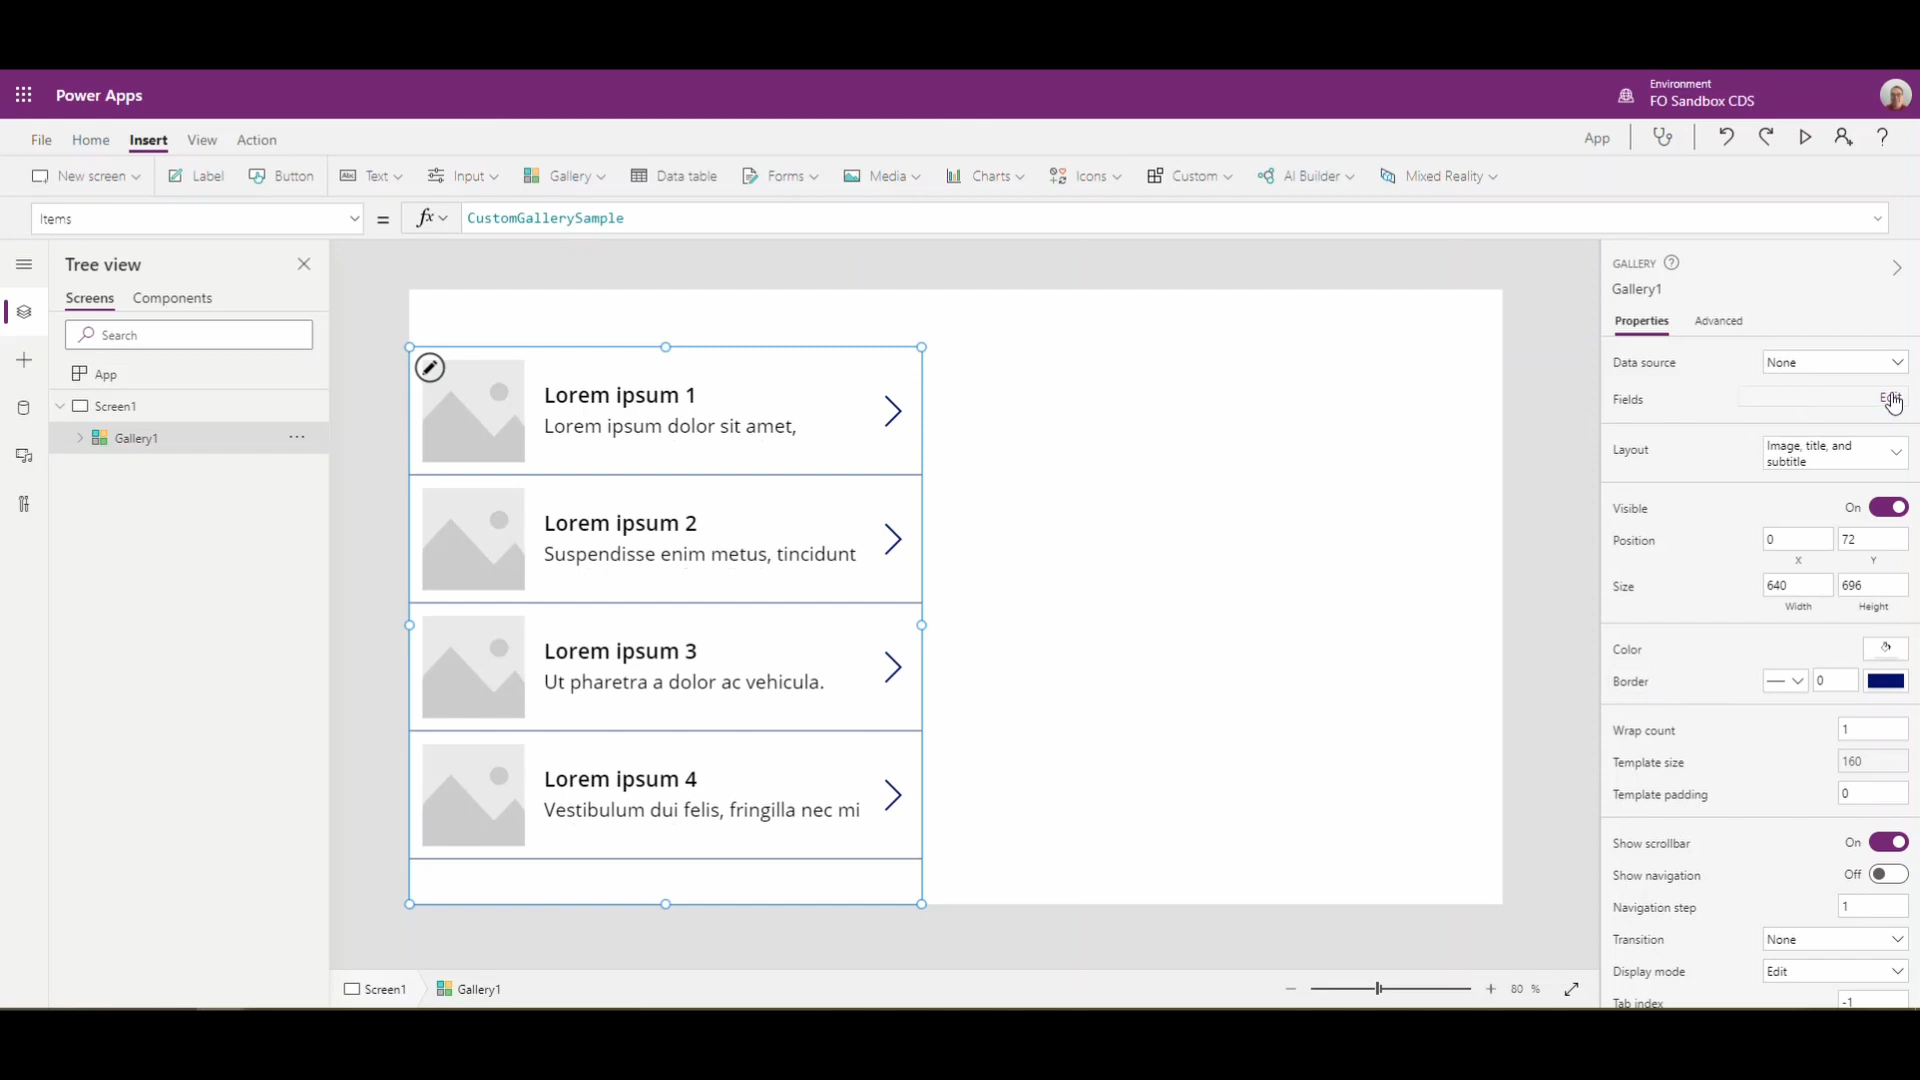 Power Apps
Environment
FO Sandbox CDS
File Home Insert View Action
App
New screen Label Button Text Input Gallery Data table Forms Media Charts Icons Custom AI Builder Mixed Reality
Items = fx CustomGallerySample
Tree view
Screens Components
Search
App
Screen1
Gallery1
Lorem ipsum 1
Lorem ipsum dolor sit amet,
Lorem ipsum 2
Suspendisse enim metus, tincidunt
Lorem ipsum 3
Ut pharetra a dolor ac vehicula.
Lorem ipsum 4
Vestibulum dui felis, fringilla nec mi
Screen1 Gallery1
80 %
GALLERY
Gallery1
Properties Advanced
Data source None
Fields Edit
Layout Image, title, and
subtitle
Visible On
Position 0 72
X Y
Size 640 696
Width Height
Color
Border 0
Wrap count 1
Template size 160
Template padding 0
Show scrollbar On
Show navigation Off
Navigation step 1
Transition None
Display mode Edit
Tab index -1